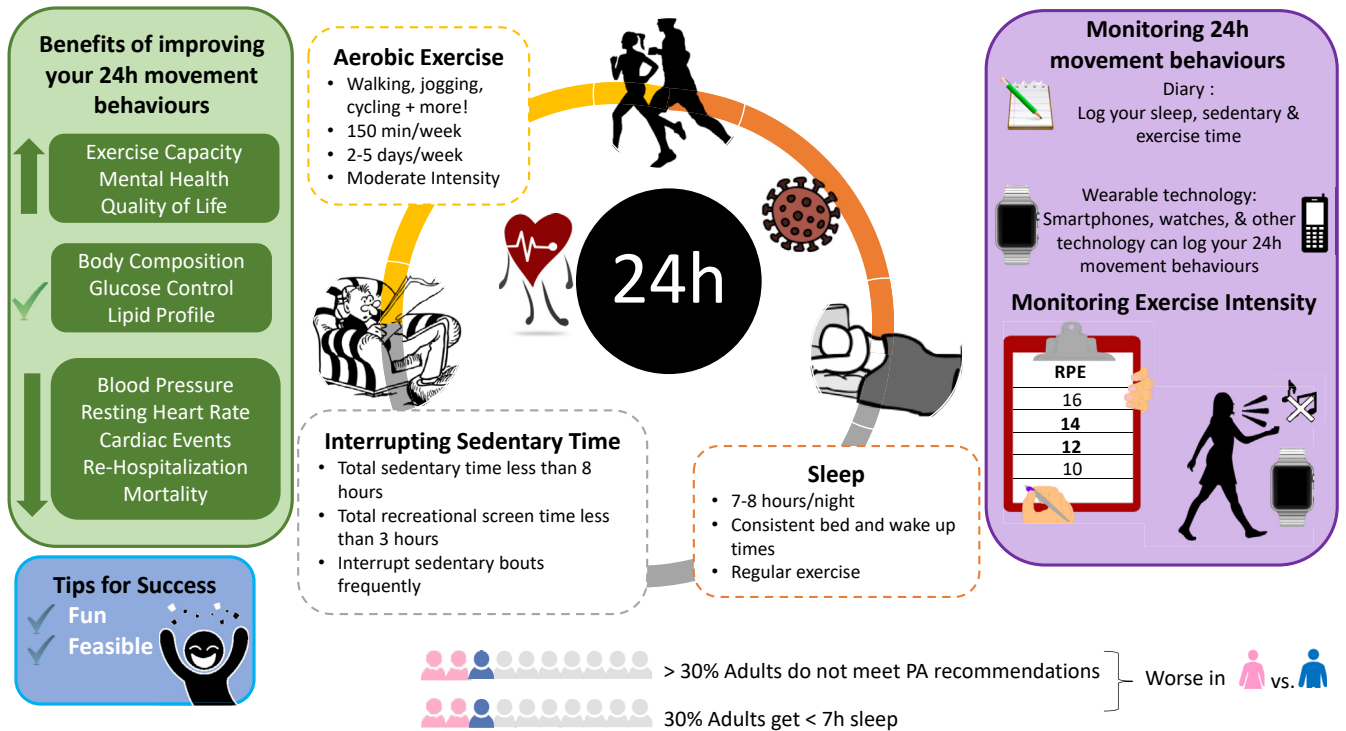 Benefits of improving
your 24h movement
behaviours
Exercise Capacity
Mental Health
Quality of Life
Body Composition
Glucose Control
Lipid Profile
Blood Pressure
Resting Heart Rate
Cardiac Events
Re-Hospitalization
Mortality
Tips for Success
Fun
Feasible
Aerobic Exercise
• Walking, jogging,
cycling + more!
• 150 min/week
• 2-5 days/week
• Moderate Intensity
24h
Interrupting Sedentary Time
• Total sedentary time less than 8
hours
• Total recreational screen time less
than 3 hours
• Interrupt sedentary bouts
frequently
Sleep
• 7-8 hours/night
• Consistent bed and wake up
times
• Regular exercise
Monitoring 24h
movement behaviours
Diary :
Log your sleep, sedentary &
exercise time
Wearable technology:
Smartphones, watches, & other
technology can log your 24h
movement behaviours
Monitoring Exercise Intensity
RPE
16
14
12
10
> 30% Adults do not meet PA recommendations
30% Adults get < 7h sleep
Worse in vs.